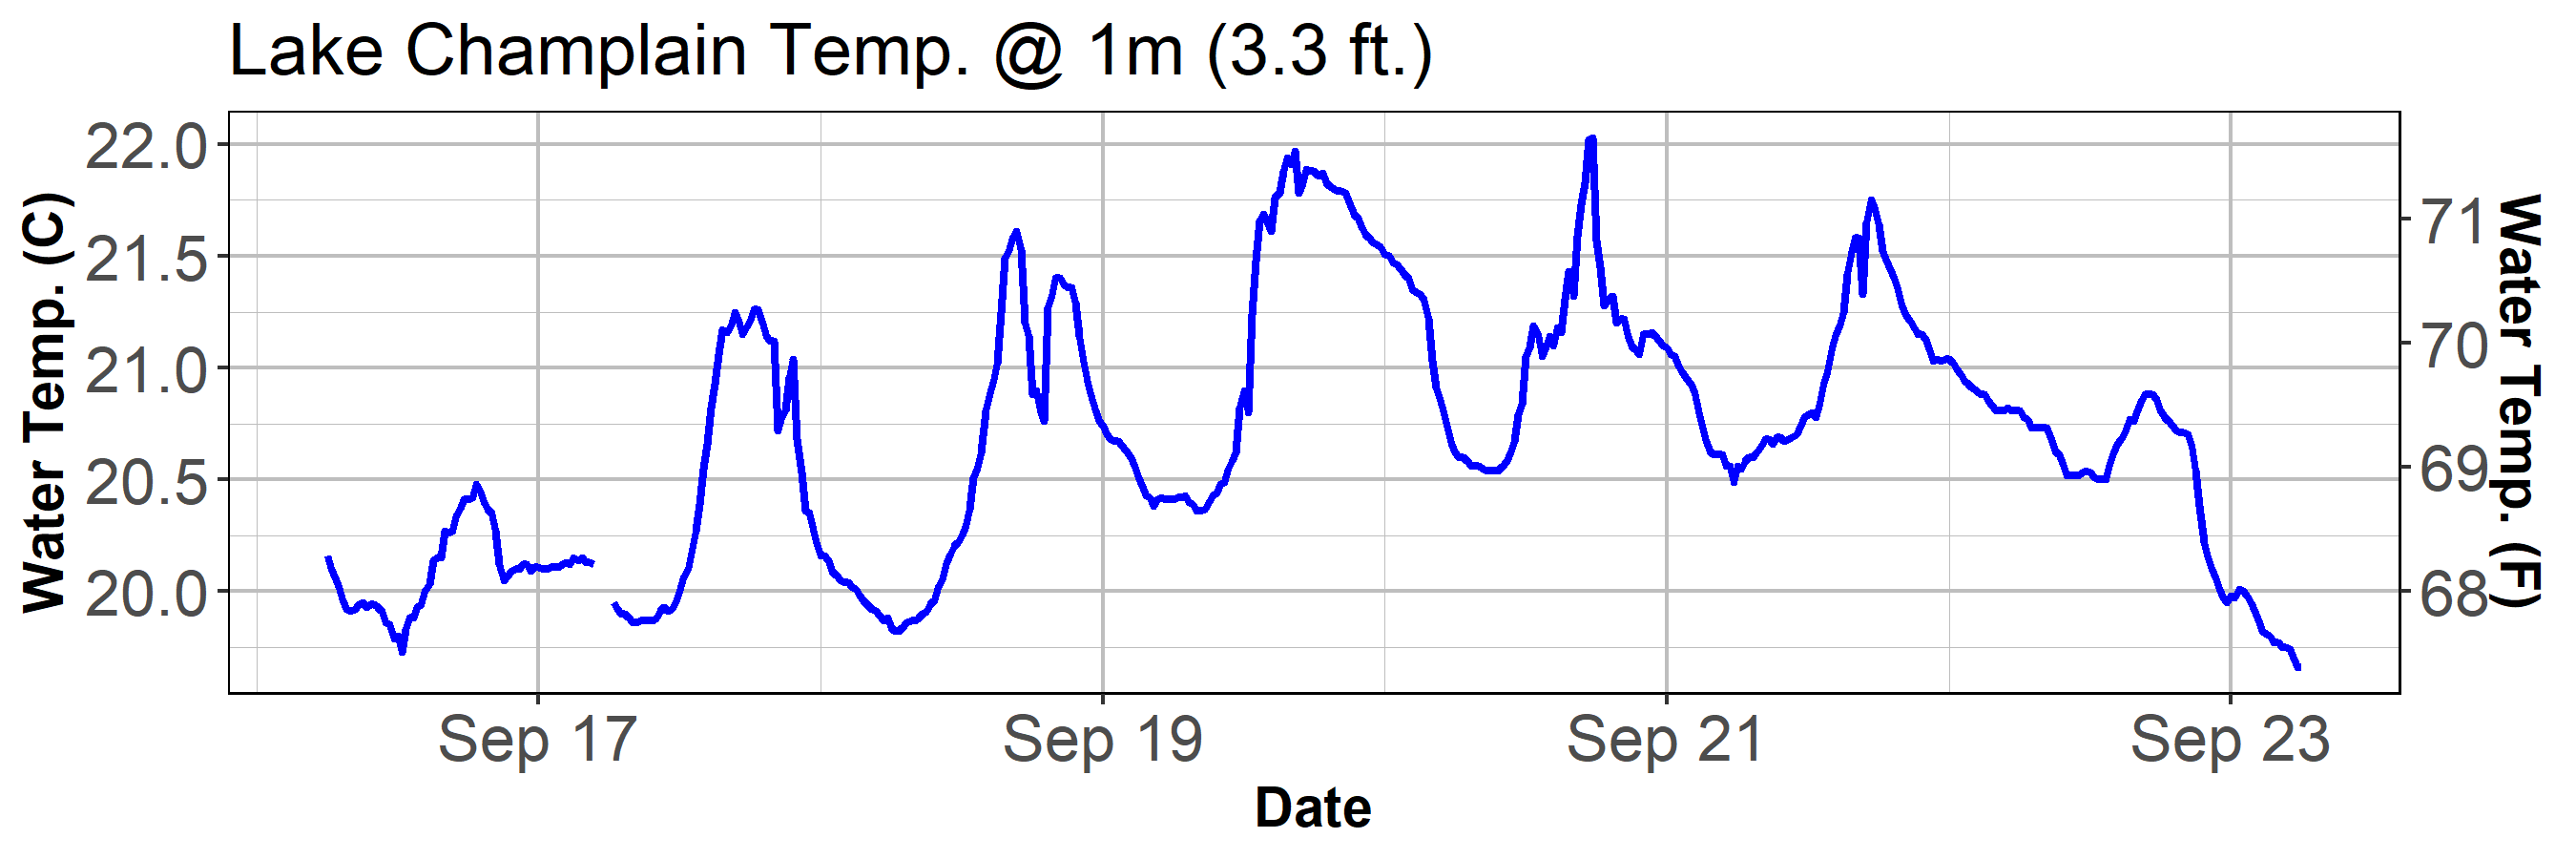 Lake Champlain Temp. @ 1m (3.3 ft.)
Water Temp. (C)
22.0
21.5
21.0
20.5
20.0
71
70
69
68
Water Temp. (F)
Sep 17
Sep 19
Sep 21
Sep 23
Date